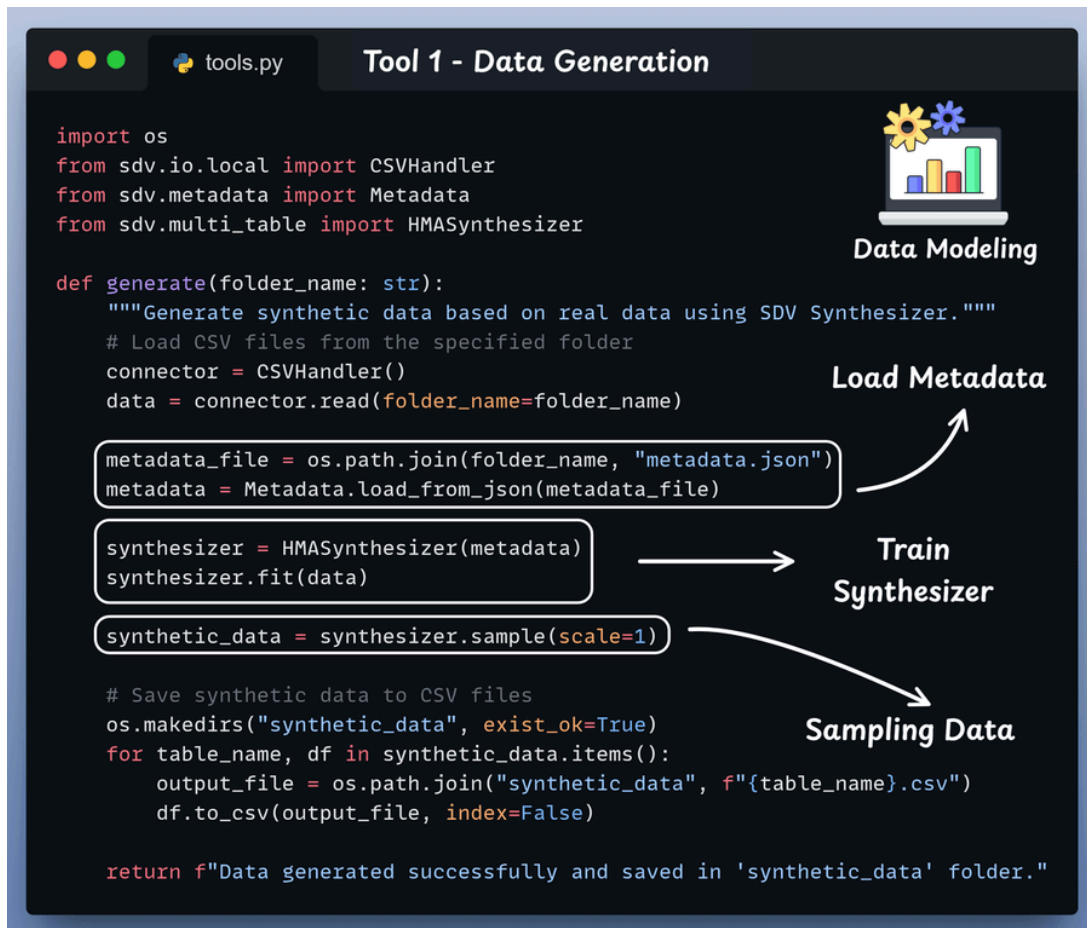 tools.py
Tool 1 - Data Generation
import os
from sdv.io.local import CSVHandler
from sdv.metadata import Metadata
from sdv.multi_table import HMASynthesizer
Data Modeling
def generate(folder_name: str):
    """Generate synthetic data based on real data using SDV Synthesizer."""
    # Load CSV files from the specified folder
    connector = CSVHandler()
    data = connector.read(folder_name=folder_name)
Load Metadata
    metadata_file = os.path.join(folder_name, "metadata.json")
    metadata = Metadata.load_from_json(metadata_file)
    synthesizer = HMASynthesizer(metadata)
    synthesizer.fit(data)
Train
Synthesizer
    synthetic_data = synthesizer.sample(scale=1)
Sampling Data
    # Save synthetic data to CSV files
    os.makedirs("synthetic_data", exist_ok=True)
    for table_name, df in synthetic_data.items():
        output_file = os.path.join("synthetic_data", f"{table_name}.csv")
        df.to_csv(output_file, index=False)
    return f"Data generated successfully and saved in 'synthetic_data' folder."